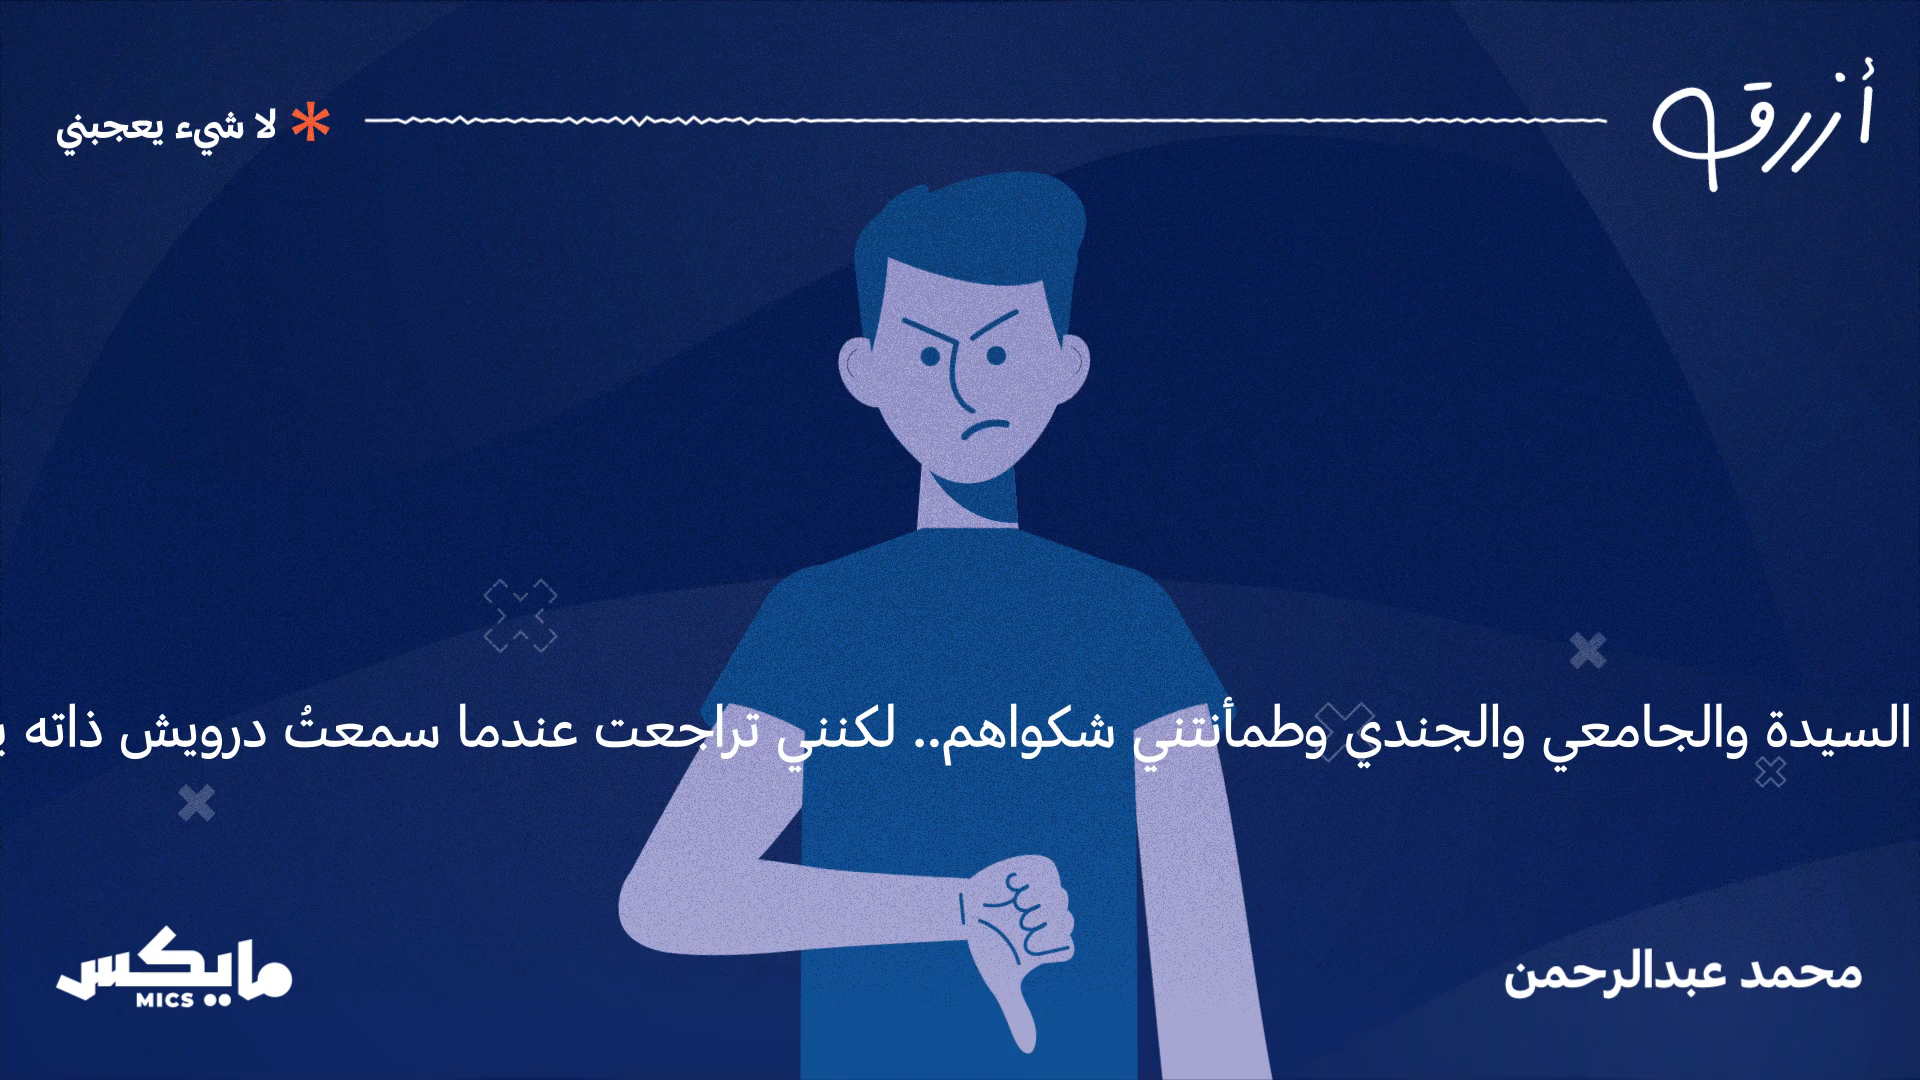 أزرق
لا شيء يعجبني
السيدة والجامعي والجندي وطمأنتني شكواهم.. لكنني تراجعت عندما سمعتُ درويش ذاته
محمد عبدالرحمن
مايكس
MICS